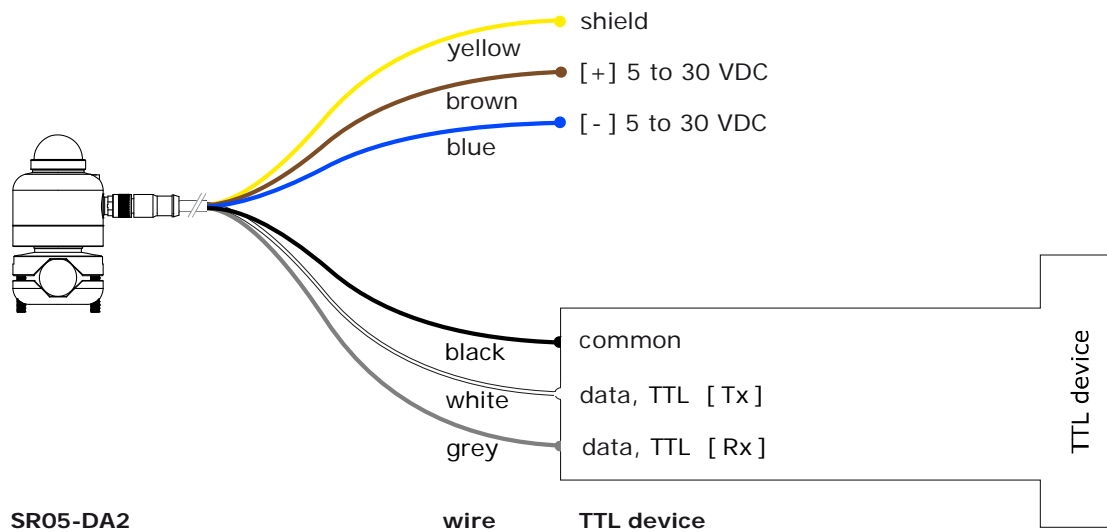 shield
yellow
[+] 5 to 30 VDC
brown
[-] 5 to 30 VDC
blue
common
black
data, TTL [Tx]
white
data, TTL [Rx]
grey
TTL device
SR05-DA2 wire TTL device